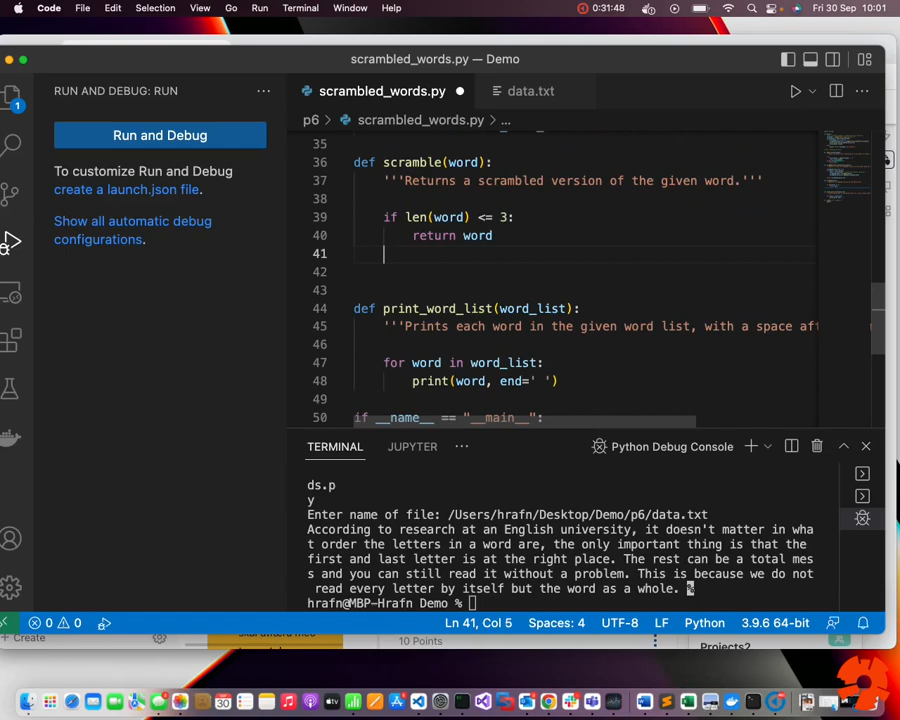 Code File Edit Selection View Go Run Terminal Window Help 0:31:48 Fri 30 Sep 10:01
scrambled_words.py — Demo
RUN AND DEBUG: RUN
scrambled_words.py data.txt
p6 > scrambled_words.py > ...
1
Run and Debug
To customize Run and Debug
create a launch.json file.
Show all automatic debug
configurations.
35
36 def scramble(word):
37 '''Returns a scrambled version of the given word.'''
38
39 if len(word) <= 3:
40 return word
41
42
43
44 def print_word_list(word_list):
45 '''Prints each word in the given word list, with a space aft
46
47 for word in word_list:
48 print(word, end=' ')
49
50 if __name__ == "__main__":
TERMINAL JUPYTER ... Python Debug Console
ds.p
y
Enter name of file: /Users/hrafn/Desktop/Demo/p6/data.txt
According to research at an English university, it doesn't matter in wha
t order the letters in a word are, the only important thing is that the
first and last letter is at the right place. The rest can be a total mes
s and you can still read it without a problem. This is because we do not
read every letter by itself but the word as a whole. %
hrafn@MBP-Hrafn Demo %
0 0 Ln 41, Col 5 Spaces: 4 UTF-8 LF Python 3.9.6 64-bit
+ Create
10 Points
Projects?